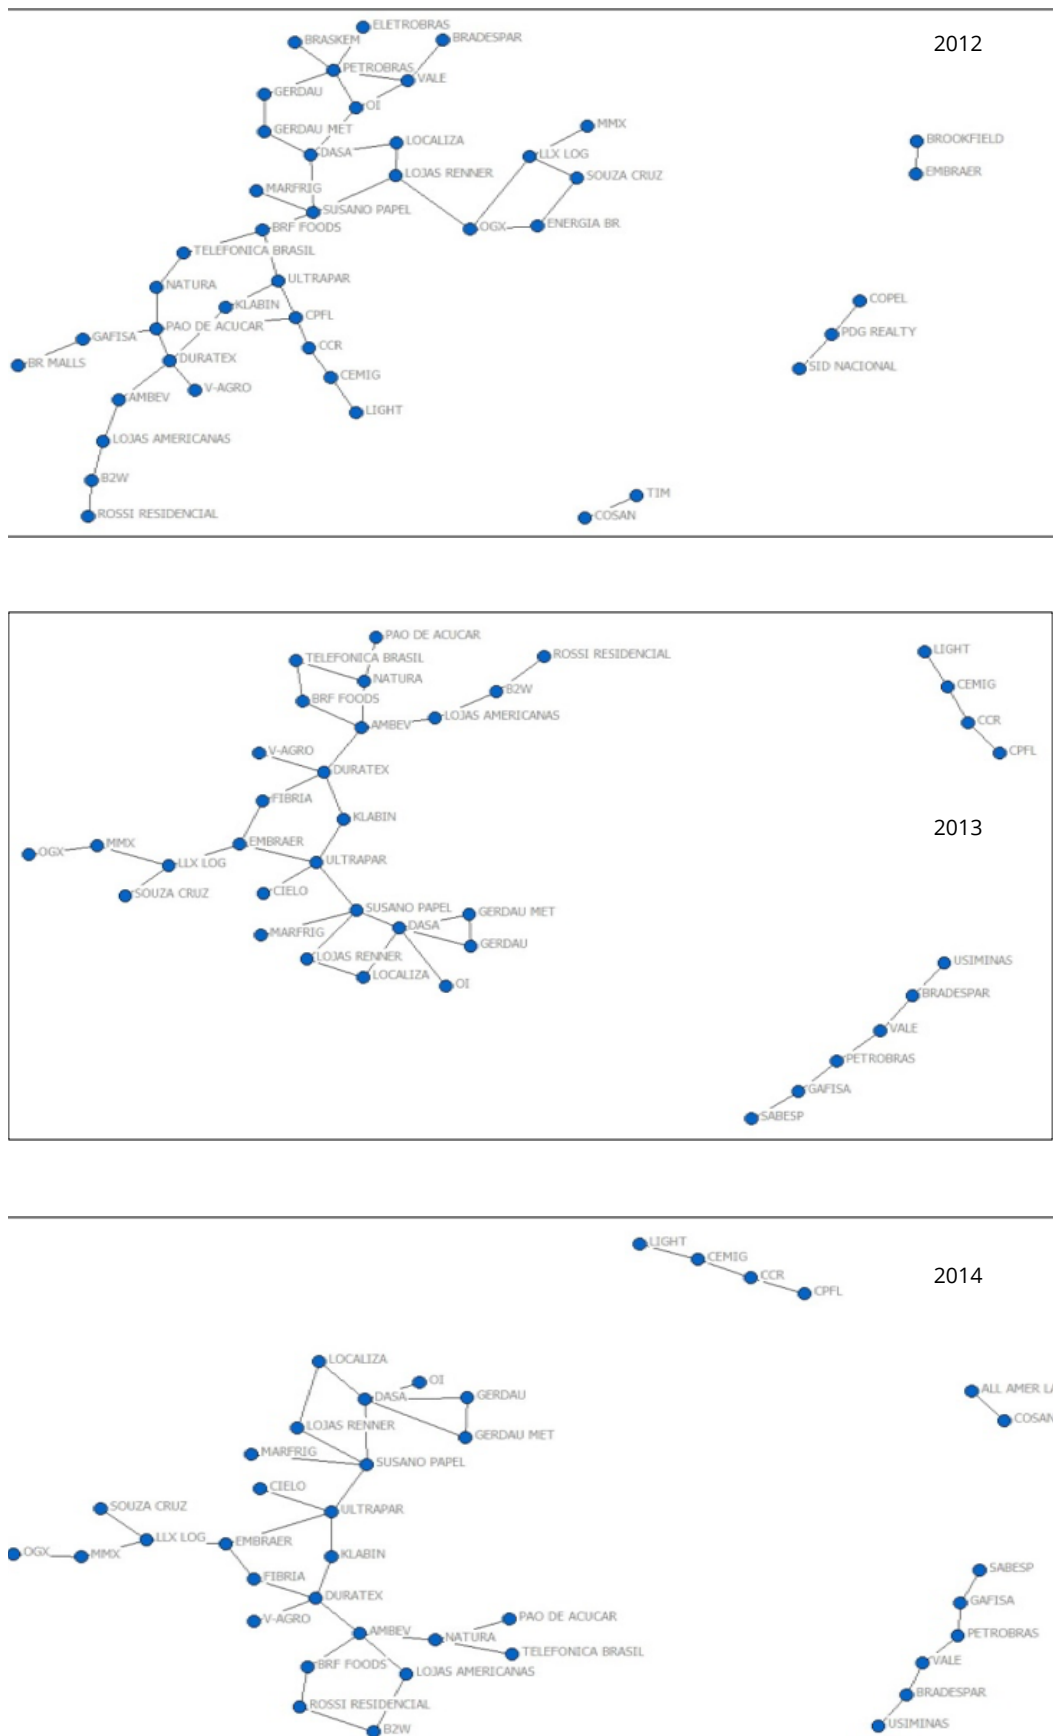 ELETROBRAS
BRASKEM
BRADESPAR
2012
PETROBRAS
VALE
GERDAU
OI
MMX
GERDAU MET
LOCALIZA
BROOKFIELD
DASA
LLX LOG
LOJAS RENNER
SOUZA CRUZ
EMBRAER
MARFRIG
SUSANO PAPEL
OGX
ENERGIA BR
BRF FOODS
TELEFONICA BRASIL
ULTRAPAR
NATURA
COPEL
KLABIN
CPFL
PAO DE ACUCAR
GAFISA
PDG REALTY
CCR
DURATEX
BR MALLS
SID NACIONAL
CEMIG
V-AGRO
AMBEV
LIGHT
LOJAS AMERICANAS
B2W
TIM
ROSSI RESIDENCIAL
COSAN
PAO DE ACUCAR
LIGHT
ROSSI RESIDENCIAL
TELEFONICA BRASIL
NATURA
CEMIG
B2W
BRF FOODS
LOJAS AMERICANAS
CCR
AMBEV
V-AGRO
CPFL
DURATEX
FIBRIA
KLABIN
2013
EMBRAER
MMX
OGX
LLX LOG
ULTRAPAR
SOUZA CRUZ
CIELO
SUSANO PAPEL
GERDAU MET
DASA
MARFRIG
GERDAU
LOJAS RENNER
USIMINAS
LOCALIZA
OI
BRADESPAR
VALE
PETROBRAS
GAFISA
SABESP
LIGHT
CEMIG
2014
CCR
CPFL
LOCALIZA
OI
ALL AMER LA
DASA
GERDAU
COSAN
LOJAS RENNER
GERDAU MET
MARFRIG
SUSANO PAPEL
CIELO
SOUZA CRUZ
ULTRAPAR
LLX LOG
EMBRAER
OGX
MMX
KLABIN
SABESP
FIBRIA
DURATEX
GAFISA
V-AGRO
PAO DE ACUCAR
AMBEV
NATURA
PETROBRAS
TELEFONICA BRASIL
VALE
BRF FOODS
LOJAS AMERICANAS
BRADESPAR
ROSSI RESIDENCIAL
USIMINAS
B2W